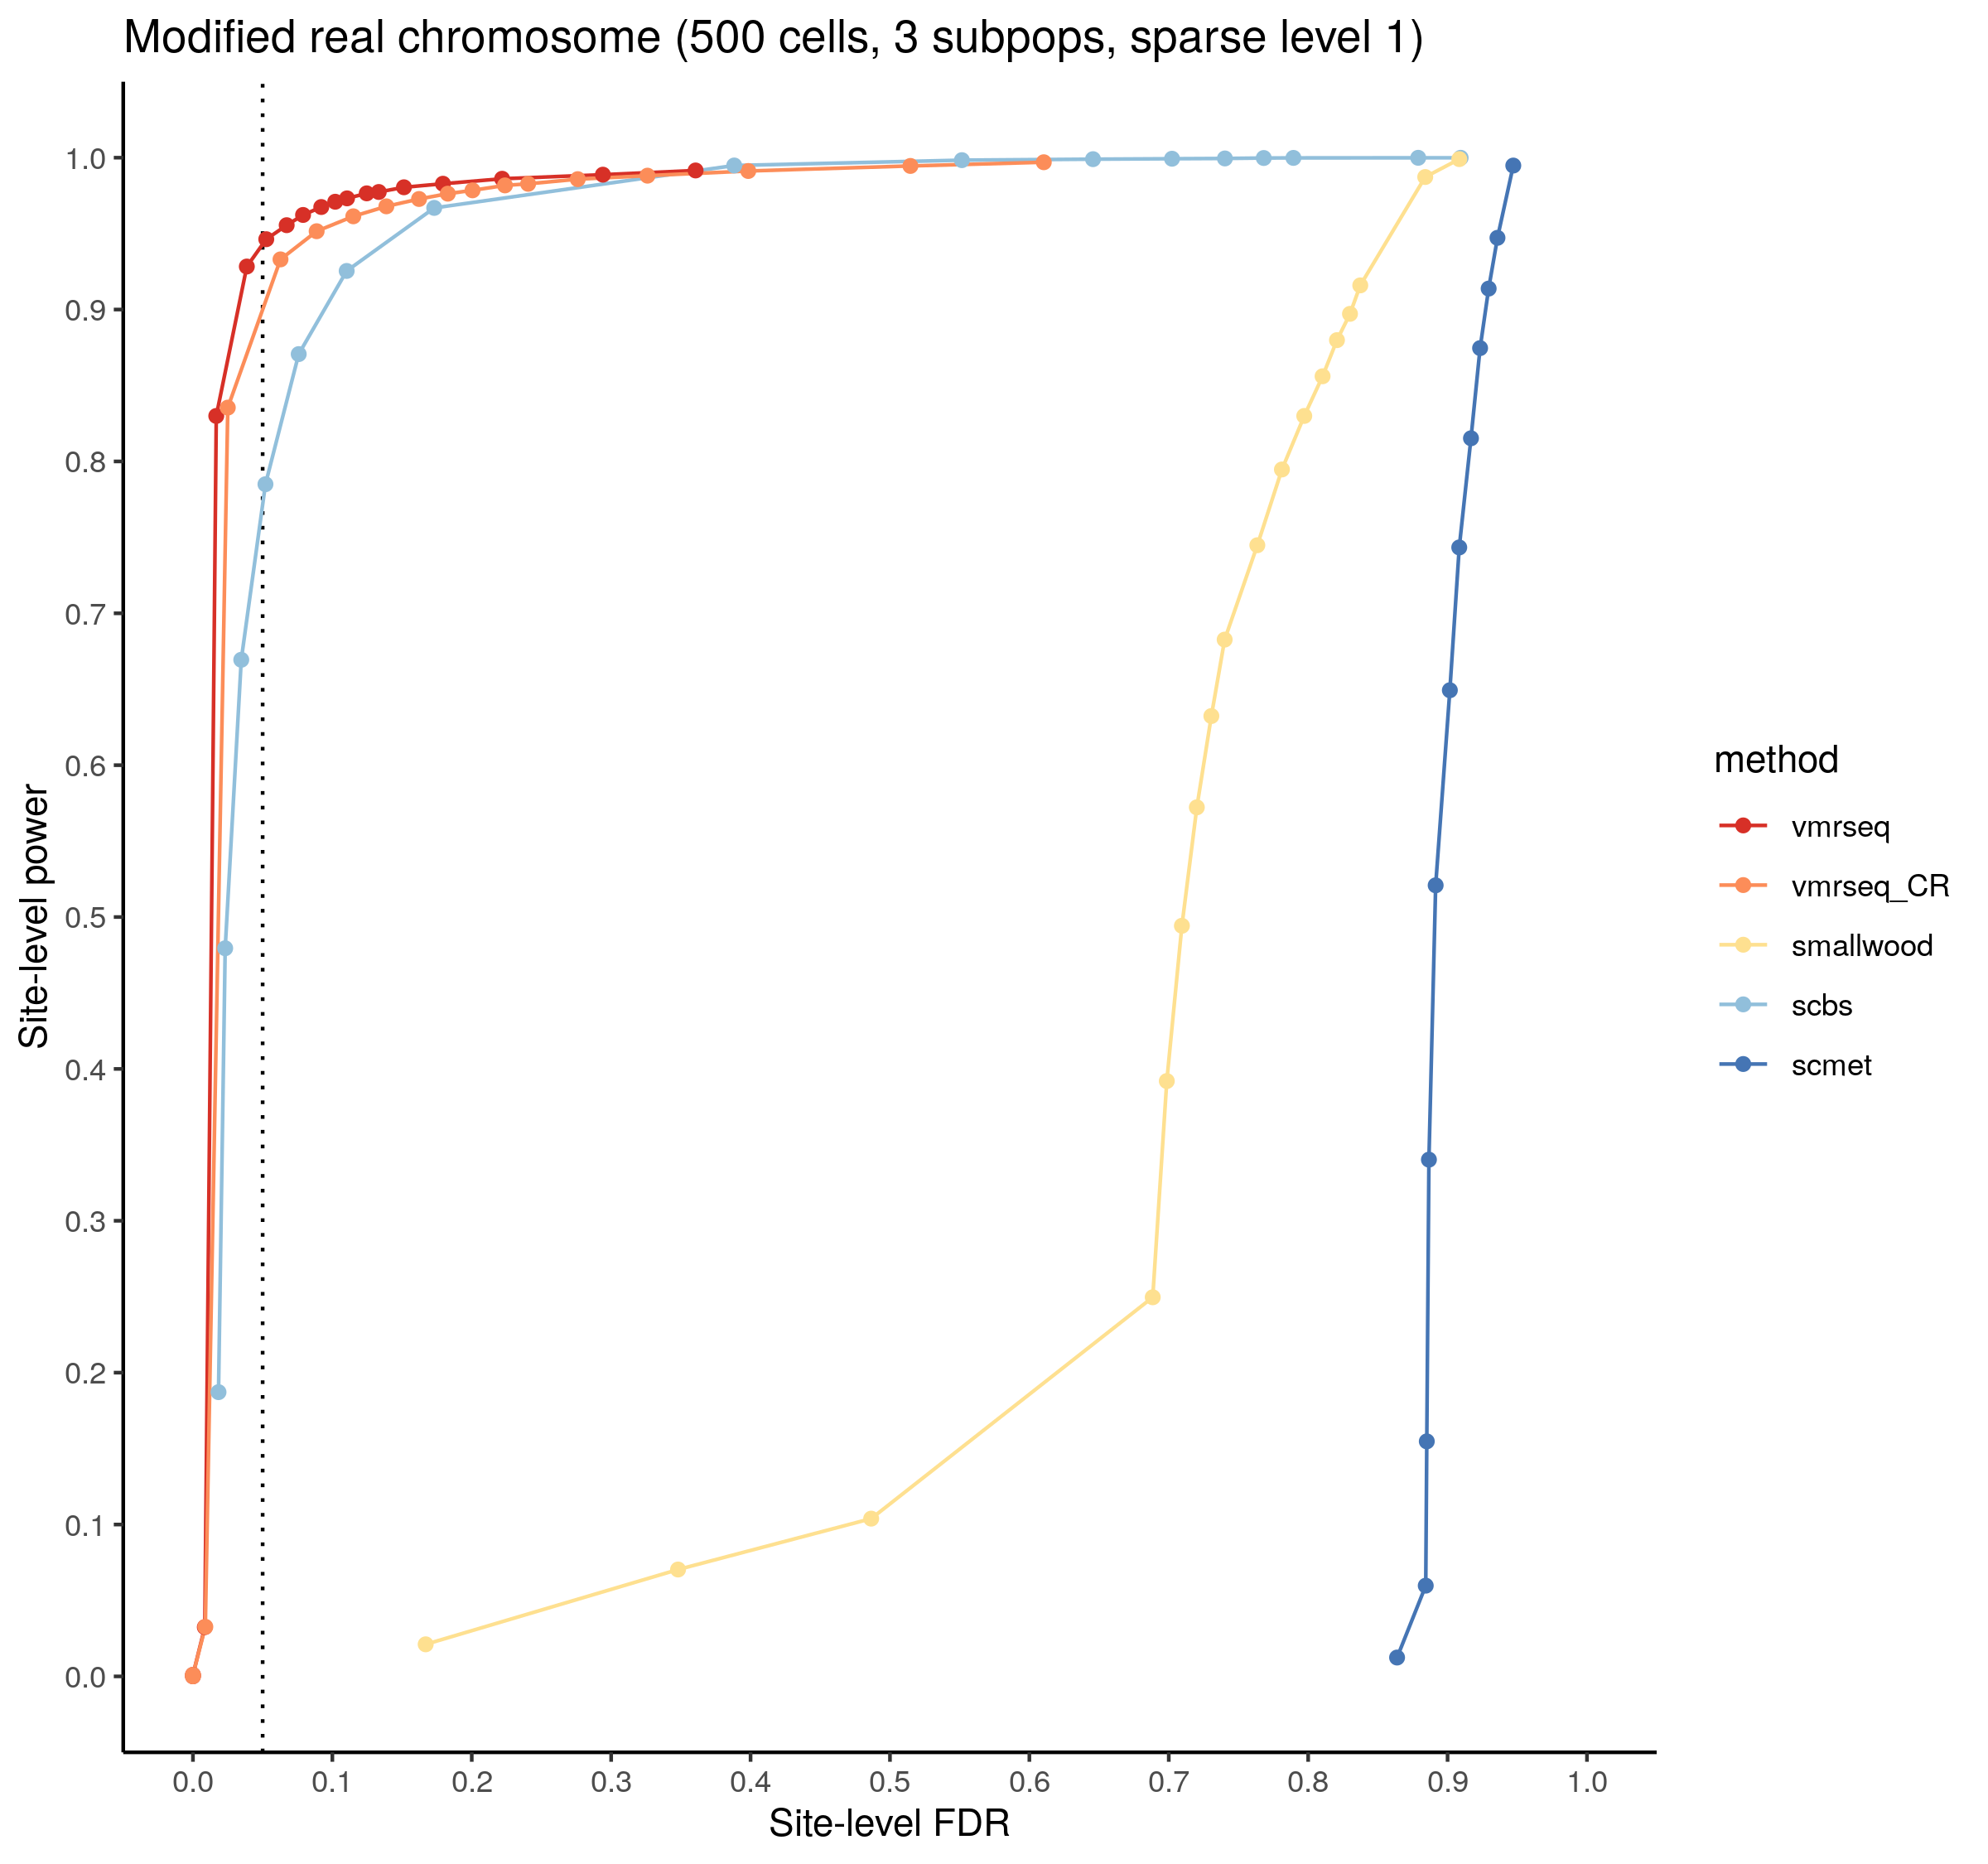 Modified real chromosome (500 cells, 3 subpops, sparse level 1)
Site-level power
1.0
0.9
0.8
0.7
0.6
0.5
0.4
0.3
0.2
0.1
0.0
0.0 0.1 0.2 0.3 0.4 0.5 0.6 0.7 0.8 0.9 1.0
Site-level FDR
method
vmrseq
vmrseq_CR
smallwood
scbs
scmet